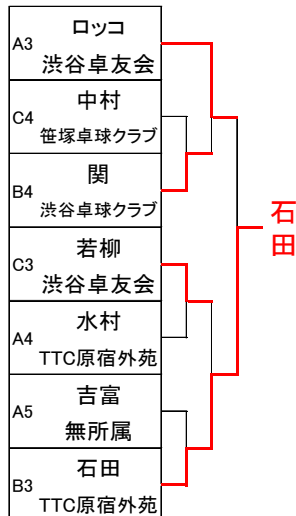 A3
ロッコ
渋谷卓友会
C4
中村
笹塚卓球クラブ
B4
関
渋谷卓球クラブ
C3
若柳
渋谷卓友会
A4
水村
TTC原宿外苑
A5
吉富
無所属
B3
石田
TTC原宿外苑
石田